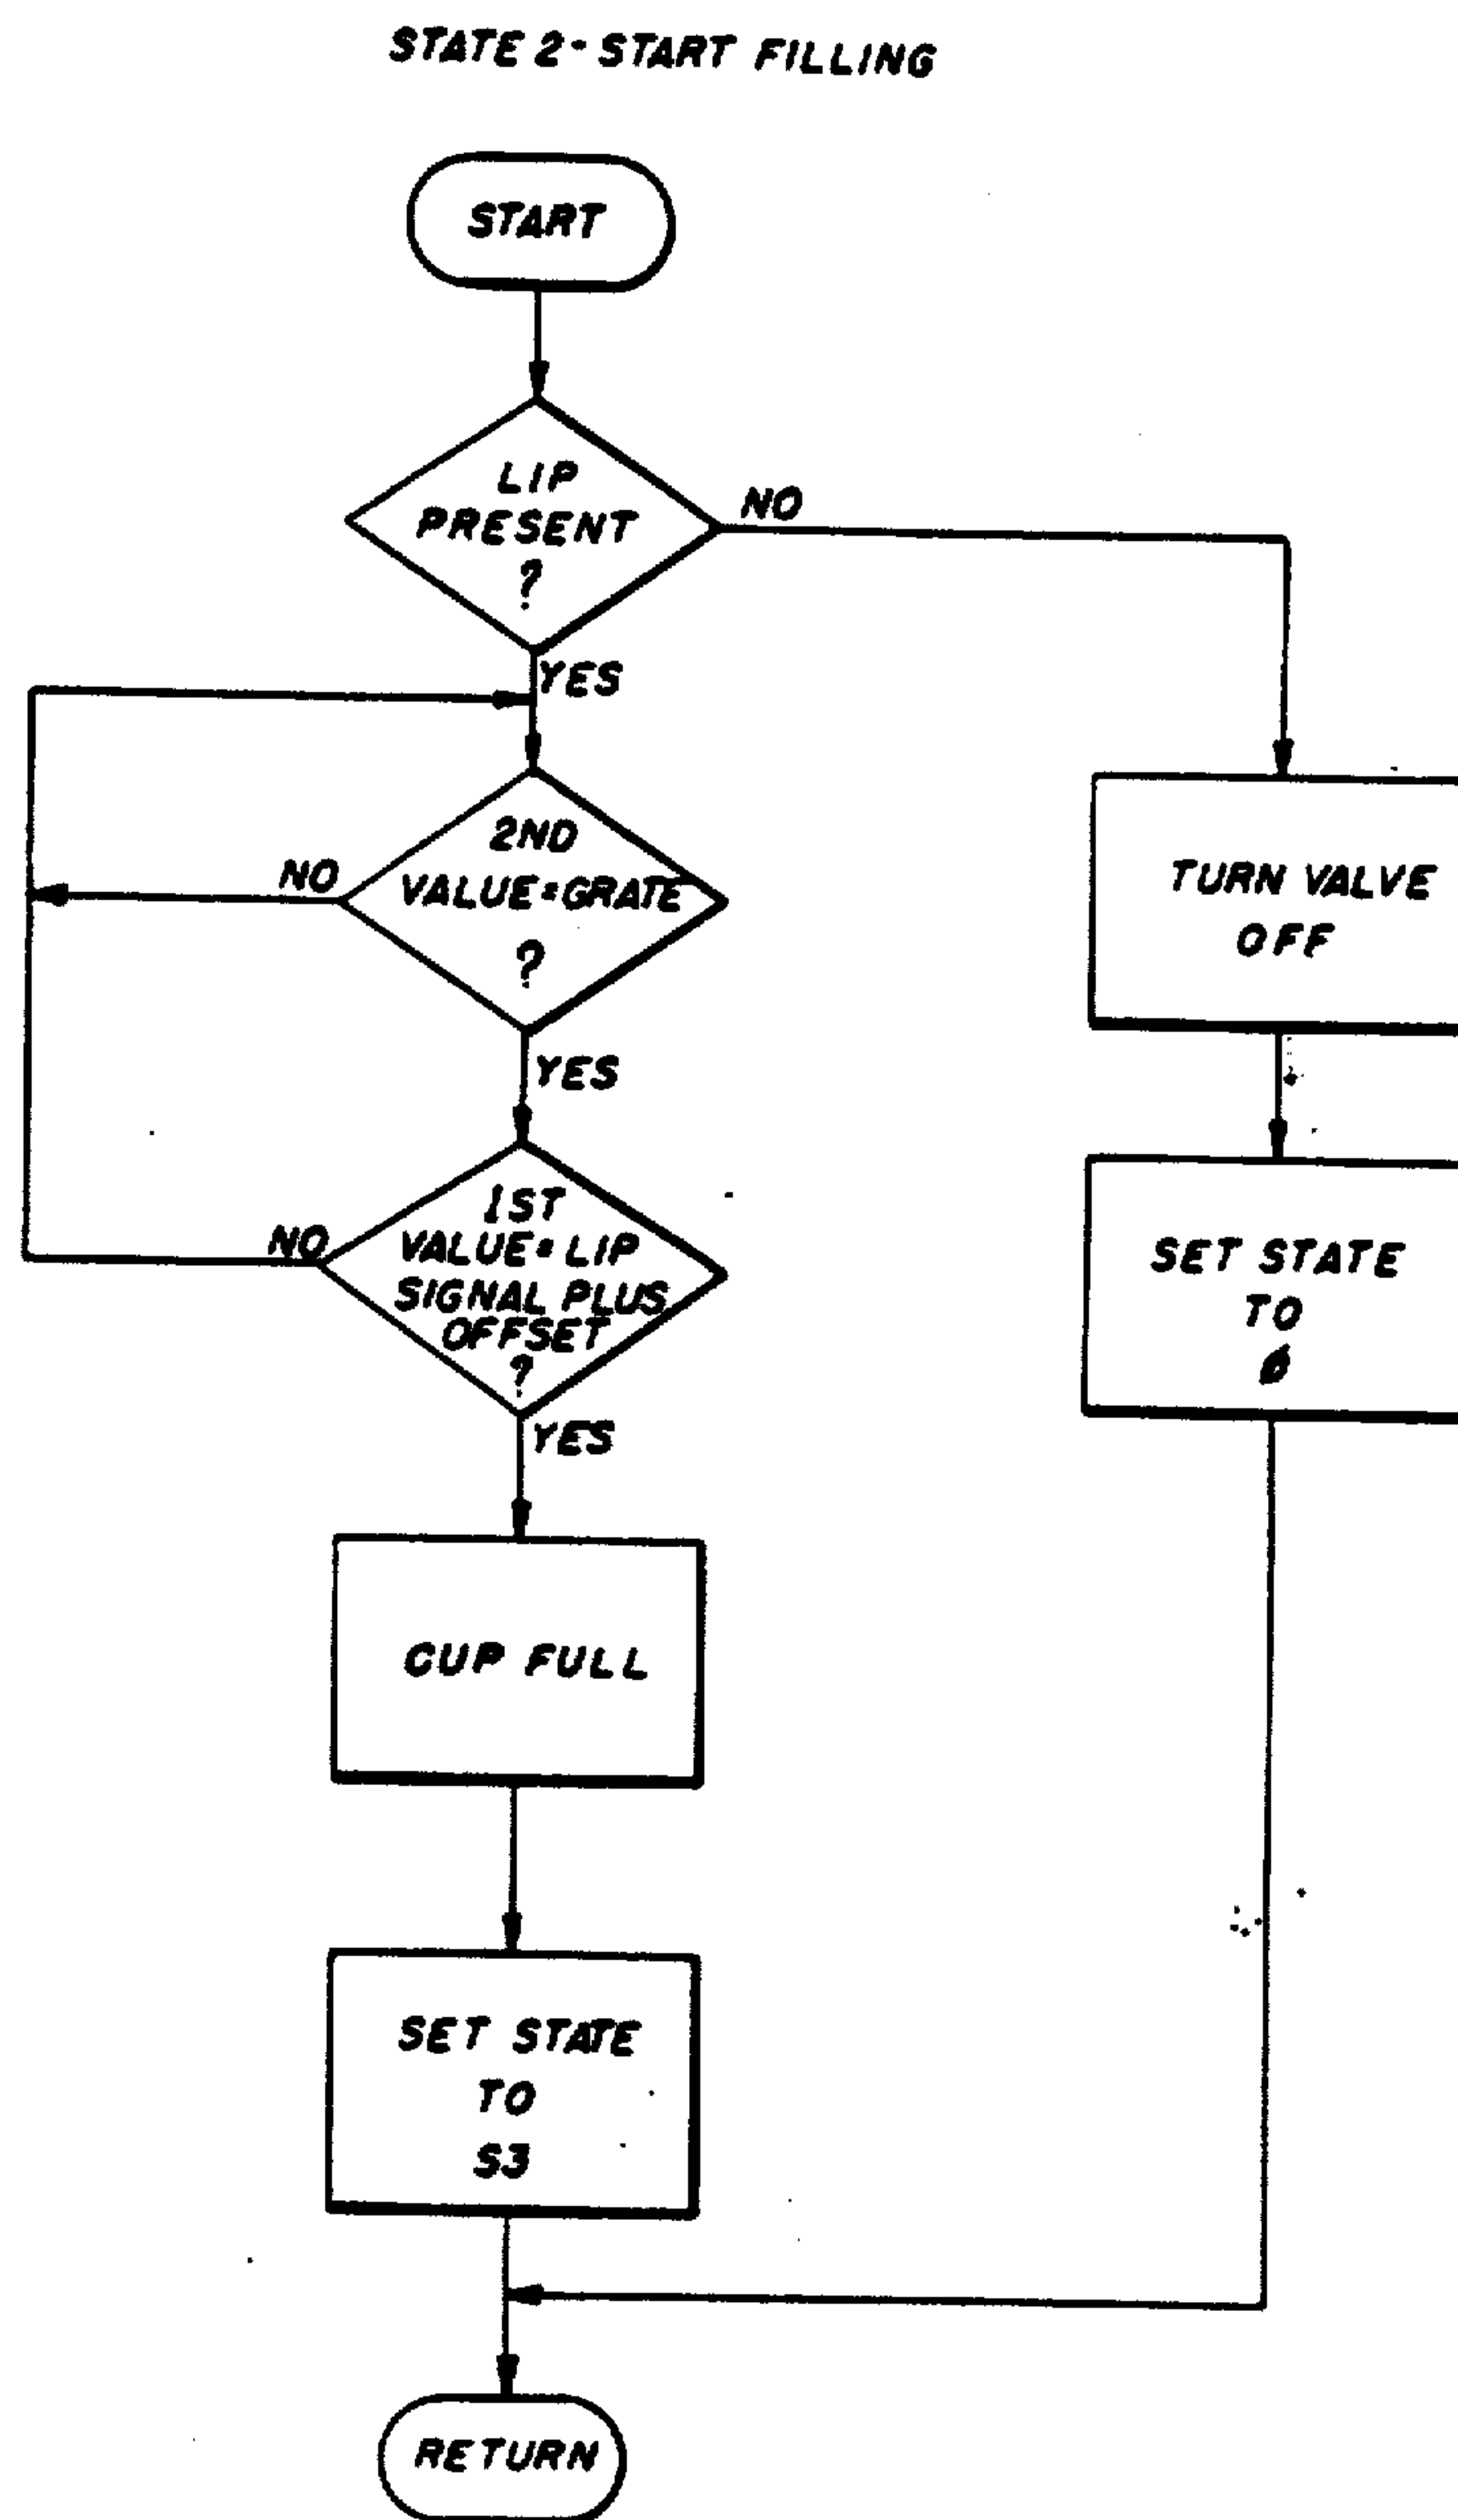 STATE 2-START FILLING
START
LIP
PRESENT
?
NO
YES
2ND
VALUE=GRATE
?
NO
YES
1ST
VALUE=LIP
SIGNAL PLUS
OFFSET
?
NO
YES
CUP FULL
SET STATE
TO
S3
TURN VALVE
OFF
SET STATE
TO
Ø
RETURN